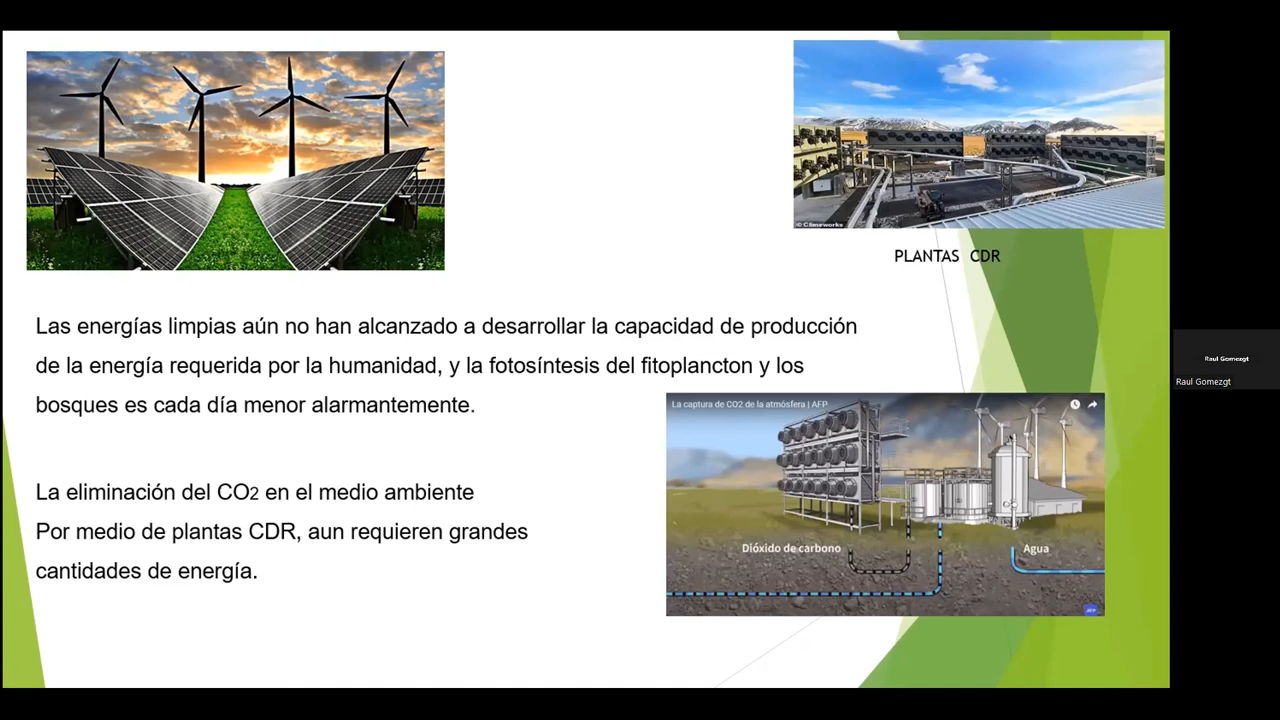 © Climeworks
PLANTAS CDR
Las energías limpias aún no han alcanzado a desarrollar la capacidad de producción
de la energía requerida por la humanidad, y la fotosíntesis del fitoplancton y los
bosques es cada día menor alarmantemente.
La eliminación del CO2 en el medio ambiente
Por medio de plantas CDR, aun requieren grandes
cantidades de energía.
La captura de CO2 de la atmósfera | AFP
Dióxido de carbono
Agua
AFP
Raul Gomezgt
Raul Gomezgt